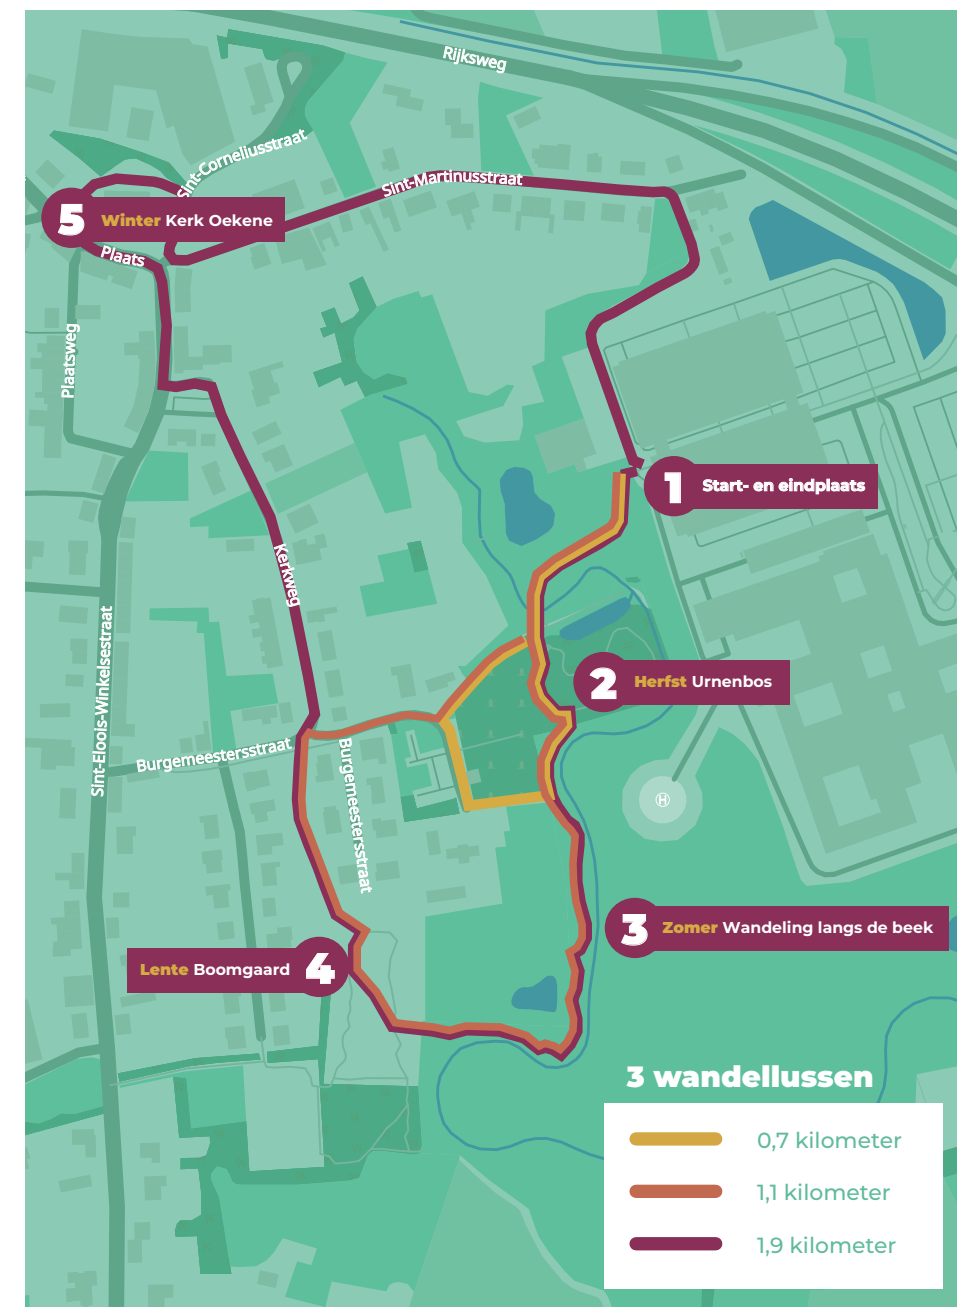 Rijksweg
Sint-Corneliusstraat
Sint-Martinusstraat
5 Winter Kerk Oekene
Plaats
Plaatsweg
1 Start- en eindplaats
Kerkweg
Sint-Eloois-Winkelsestraat
2 Herfst Urnenbos
Burgemeestersstraat
Burgemeestersstraat
H
3 Zomer Wandeling langs de beek
Lente Boomgaard 4
3 wandellussen
0,7 kilometer
1,1 kilometer
1,9 kilometer